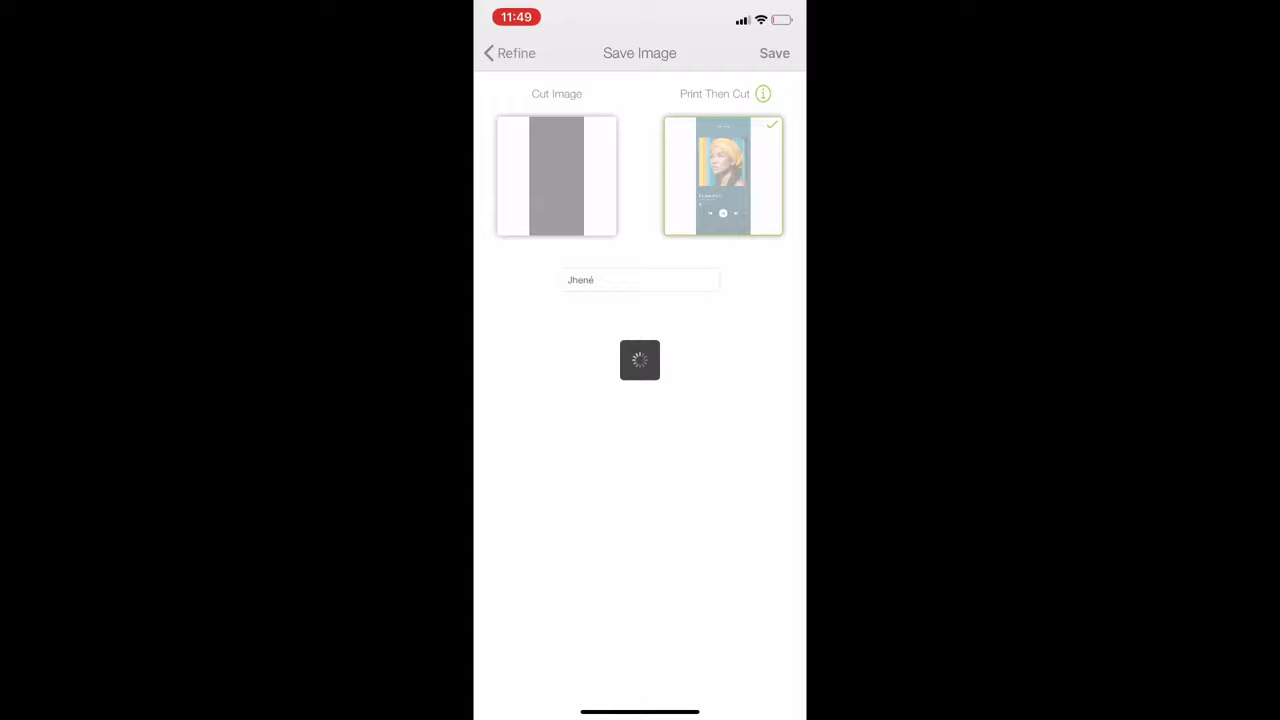 11:49
Refine
Save Image
Save
Cut Image
Print Then Cut
Jhené